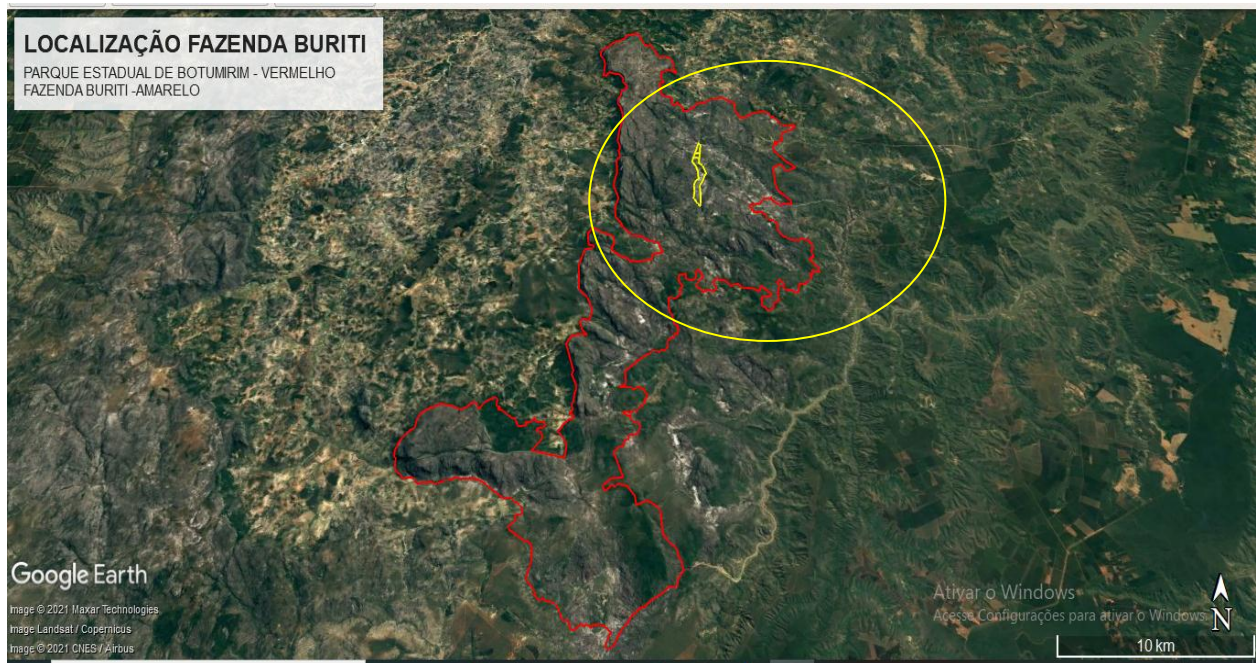 LOCALIZAÇÃO FAZENDA BURITI
PARQUE ESTADUAL DE BOTUMIRIM - VERMELHO
FAZENDA BURITI -AMARELO
Google Earth
Image © 2021 Maxar Technologies
Image Landsat / Copernicus
Image © 2021 CNES / Airbus
Ativar o Windows
Acesse Configurações para ativar o Windows.
N
10 km